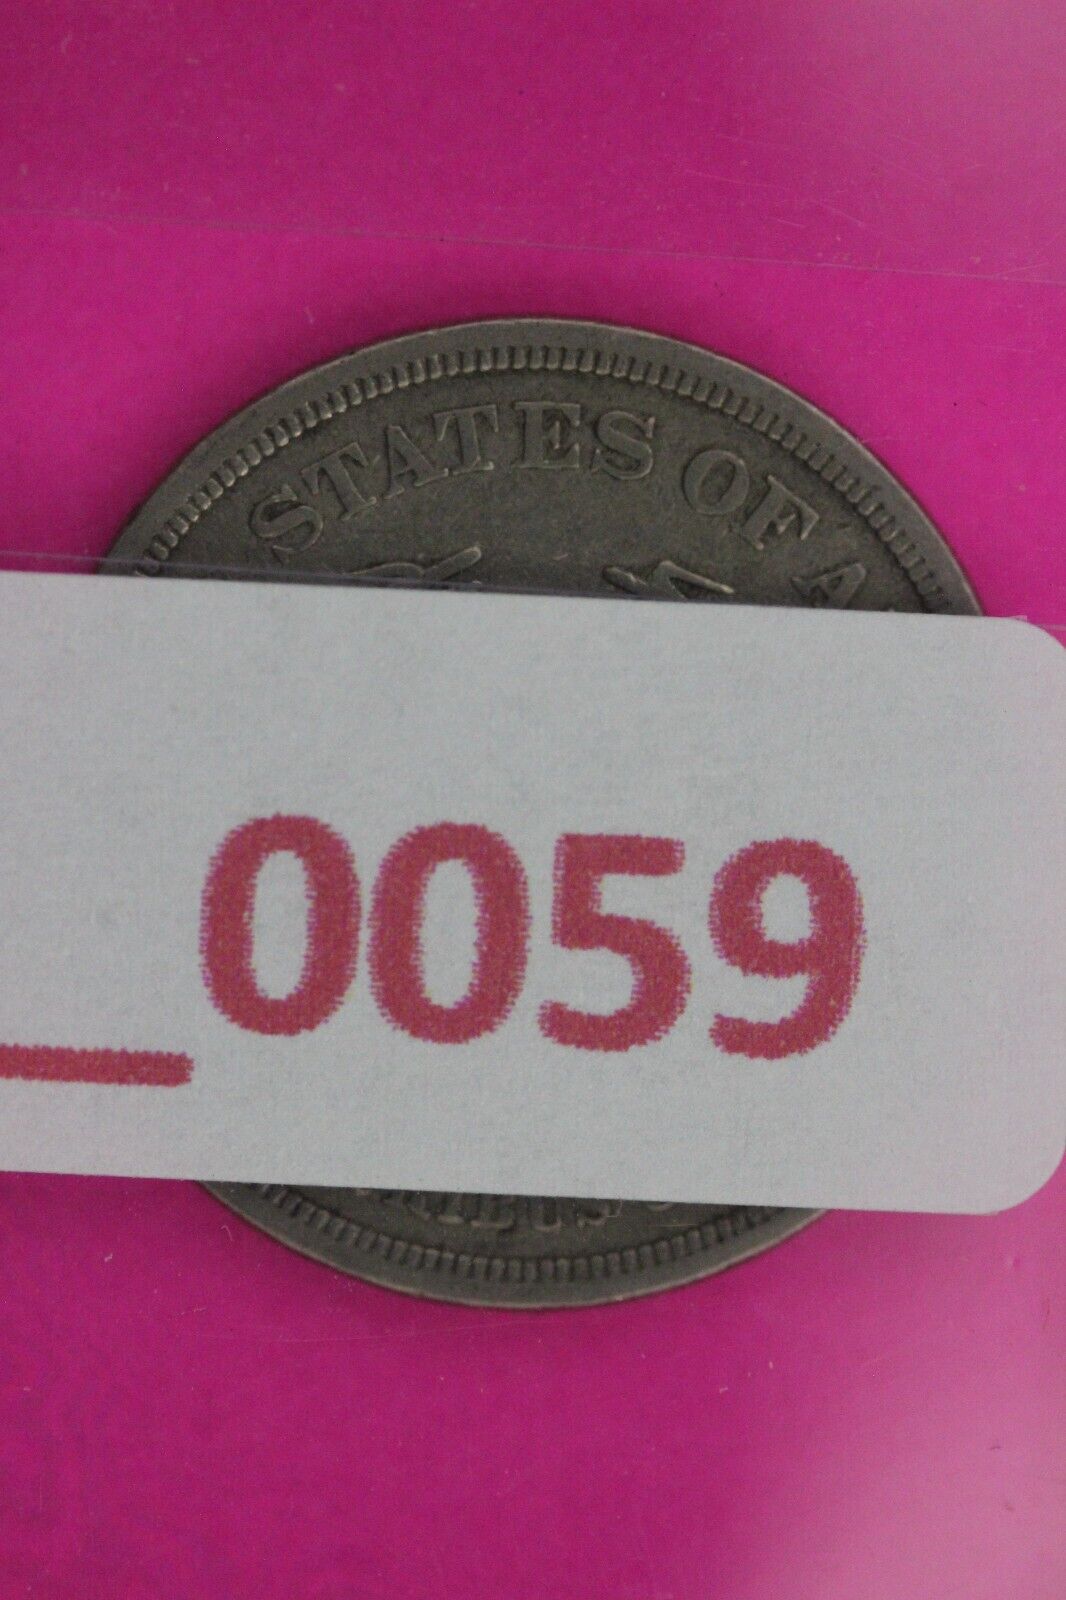 STATES OF A
_0059